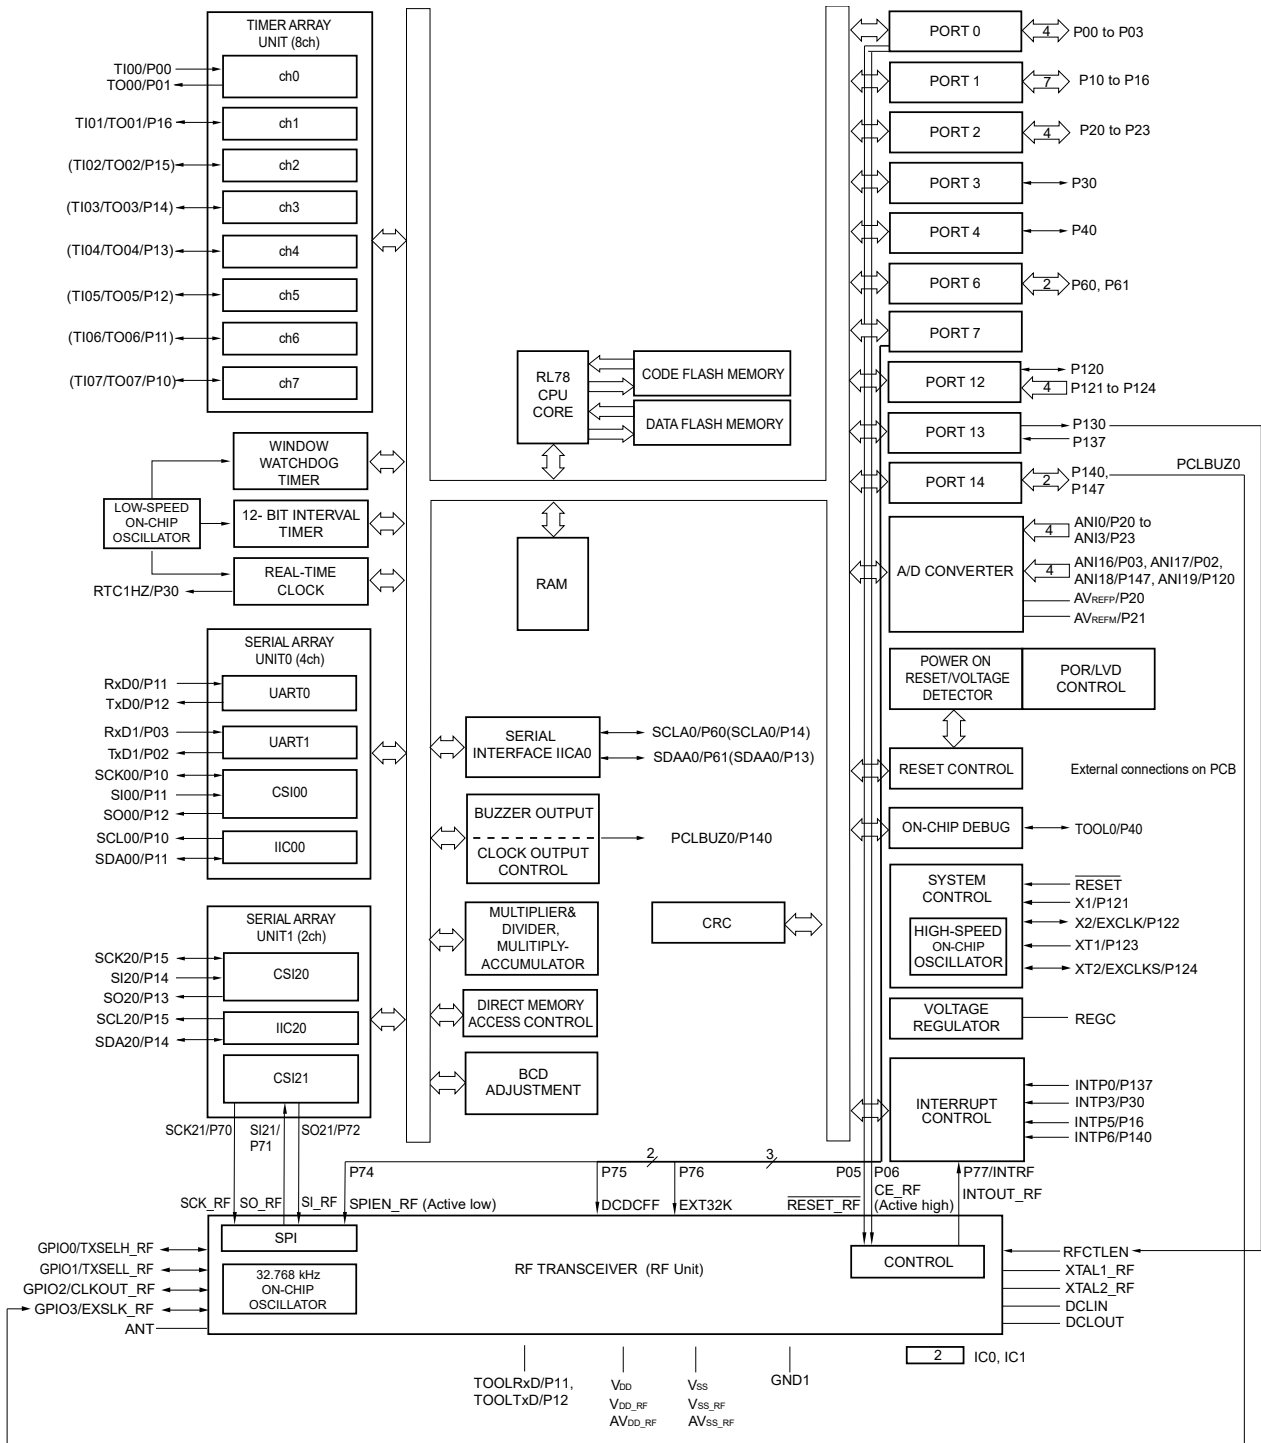 TIMER ARRAY
UNIT (8ch)
TI00/P00
TO00/P01
ch0
TI01/TO01/P16
ch1
(TI02/TO02/P15)
ch2
(TI03/TO03/P14)
ch3
(TI04/TO04/P13)
ch4
(TI05/TO05/P12)
ch5
(TI06/TO06/P11)
ch6
(TI07/TO07/P10)
ch7
WINDOW
WATCHDOG
TIMER
LOW-SPEED
ON-CHIP
OSCILLATOR
12- BIT INTERVAL
TIMER
REAL-TIME
CLOCK
RTC1HZ/P30
SERIAL ARRAY
UNIT0 (4ch)
RxD0/P11
TxD0/P12
UART0
RxD1/P03
TxD1/P02
UART1
SCK00/P10
SI00/P11
SO00/P12
CSI00
SCL00/P10
SDA00/P11
IIC00
SERIAL ARRAY
UNIT1 (2ch)
SCK20/P15
SI20/P14
SO20/P13
CSI20
SCL20/P15
SDA20/P14
IIC20
CSI21
SCK21/P70
SI21/
P71
SO21/P72
RL78
CPU
CORE
CODE FLASH MEMORY
DATA FLASH MEMORY
RAM
SERIAL
INTERFACE IICA0
SCLA0/P60(SCLA0/P14)
SDAA0/P61(SDAA0/P13)
BUZZER OUTPUT
CLOCK OUTPUT
CONTROL
PCLBUZ0/P140
MULTIPLIER&
DIVIDER,
MULITIPLY-
ACCUMULATOR
CRC
DIRECT MEMORY
ACCESS CONTROL
BCD
ADJUSTMENT
PORT 0
4
P00 to P03
PORT 1
7
P10 to P16
PORT 2
4
P20 to P23
PORT 3
P30
PORT 4
P40
PORT 6
2
P60, P61
PORT 7
PORT 12
P120
4
P121 to P124
PORT 13
P130
P137
PORT 14
2
P140,
P147
PCLBUZ0
A/D CONVERTER
4
ANI0/P20 to
ANI3/P23
4
ANI16/P03, ANI17/P02,
ANI18/P147, ANI19/P120
AVREFP/P20
AVREFM/P21
POWER ON
RESET/VOLTAGE
DETECTOR
POR/LVD
CONTROL
RESET CONTROL
External connections on PCB
ON-CHIP DEBUG
TOOL0/P40
SYSTEM
CONTROL
HIGH-SPEED
ON-CHIP
OSCILLATOR
RESET
X1/P121
X2/EXCLK/P122
XT1/P123
XT2/EXCLKS/P124
VOLTAGE
REGULATOR
REGC
INTERRUPT
CONTROL
INTP0/P137
INTP3/P30
INTP5/P16
INTP6/P140
2
3
P74
P75
P76
P05
P06
P77/INTRF
SCK_RF
SO_RF
SI_RF
SPIEN_RF (Active low)
DCDCFF
EXT32K
RESET_RF
CE_RF
(Active high)
INTOUT_RF
SPI
32.768 kHz
ON-CHIP
OSCILLATOR
RF TRANSCEIVER (RF Unit)
CONTROL
GPIO0/TXSELH_RF
GPIO1/TXSELL_RF
GPIO2/CLKOUT_RF
GPIO3/EXSLK_RF
ANT
RFCTLEN
XTAL1_RF
XTAL2_RF
DCLIN
DCLOUT
2
IC0, IC1
TOOLRxD/P11,
TOOLTxD/P12
VDD
VDD_RF
AVDD_RF
VSS
VSS_RF
AVSS_RF
GND1